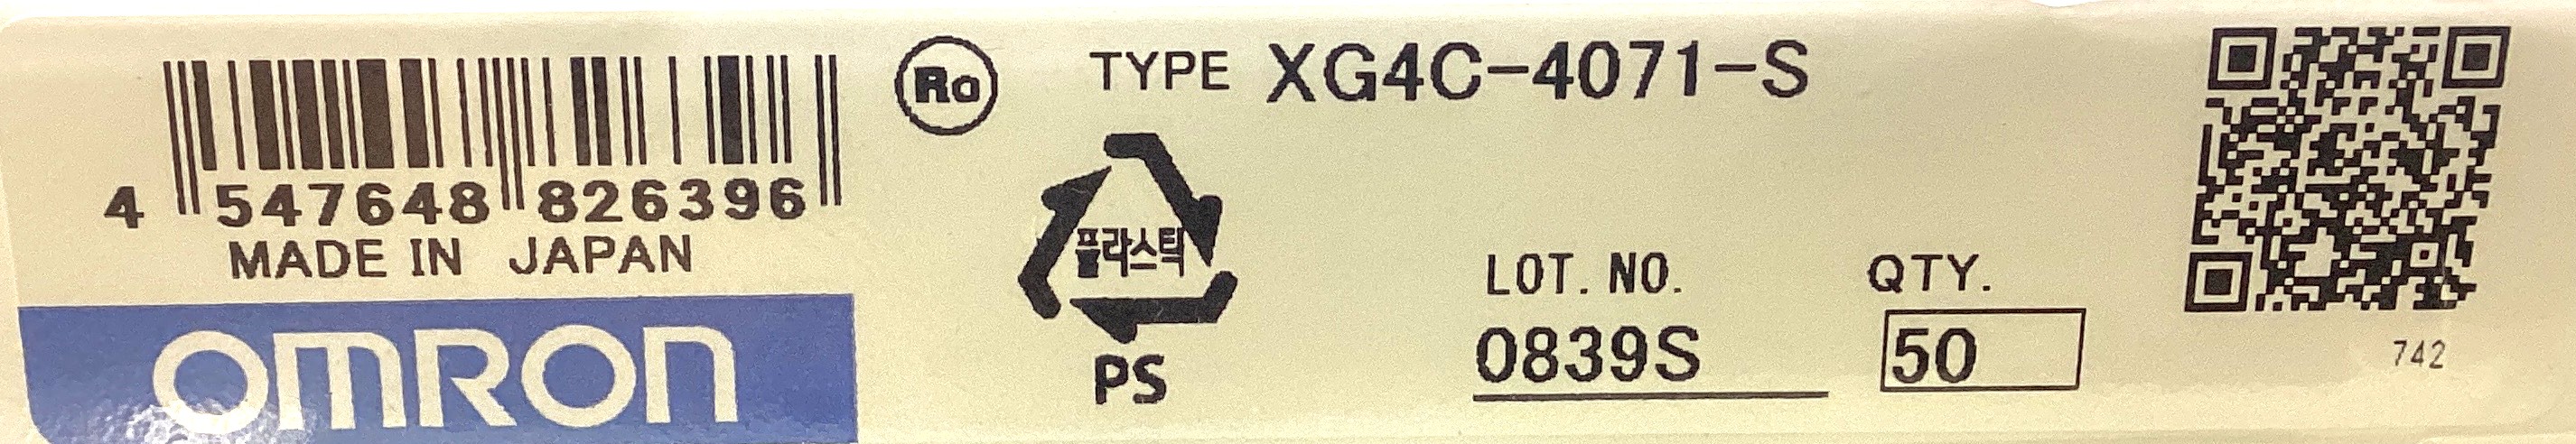 Ro
TYPE XG4C-4071-S
4 547648 826396
MADE IN JAPAN
OMRON
플라스틱
PS
LOT. NO.
0839S
QTY.
50
742